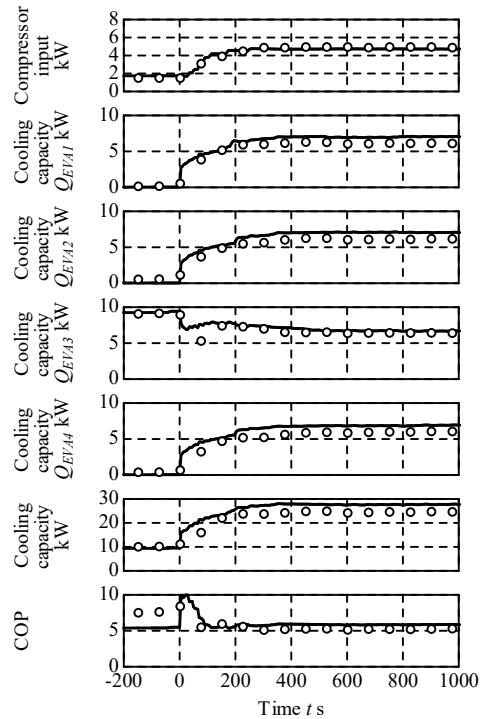 Compressor
input
kW
8
6
4
2
0
Cooling
capacity
QEVA1 kW
10
5
0
Cooling
capacity
QEVA2 kW
10
5
0
Cooling
capacity
QEVA3 kW
10
5
0
Cooling
capacity
QEVA4 kW
10
5
0
Cooling
capacity
kW
30
20
10
0
COP
10
5
0
-200 0 200 400 600 800 1000
Time t s